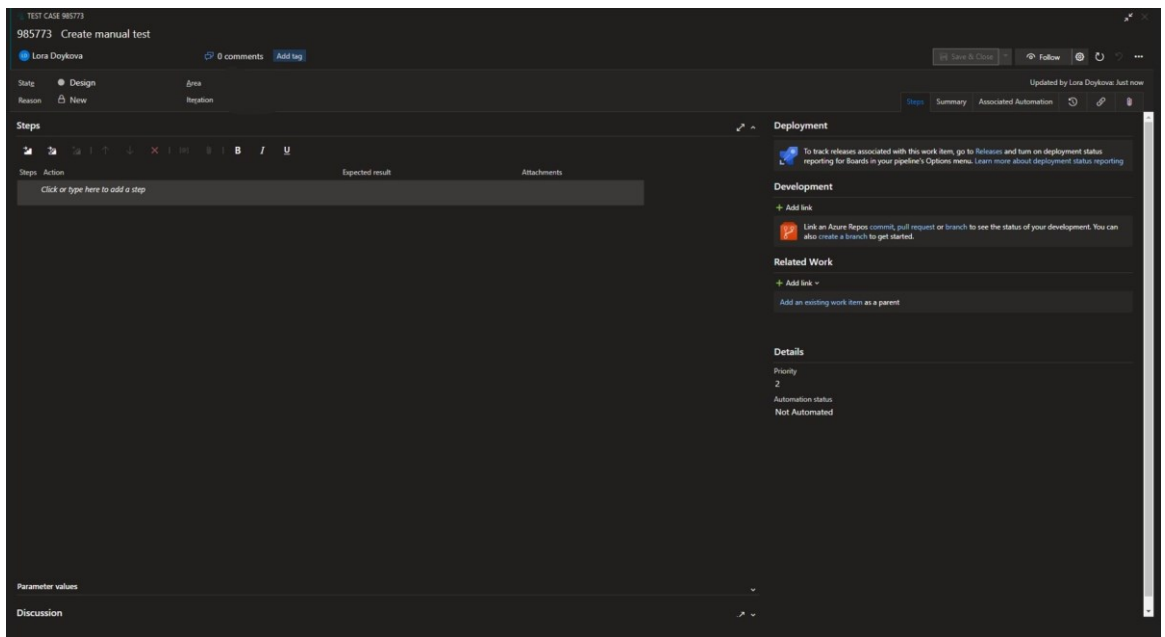 TEST CASE 985773
985773 Create manual test
Lora Doykova
0 comments Add tag
Save & Close
Follow
State Design
Area
Updated by Lora Doykova: Just now
Reason New
Iteration
Steps Summary Associated Automation
Steps
B I U
Steps Action Expected result Attachments
Click or type here to add a step
Deployment
To track releases associated with this work item, go to Releases and turn on deployment status
reporting for Boards in your pipeline's Options menu. Learn more about deployment status reporting
Development
+ Add link
Link an Azure Repos commit, pull request or branch to see the status of your development. You can
also create a branch to get started.
Related Work
+ Add link
Add an existing work item as a parent
Details
Priority
2
Automation status
Not Automated
Parameter values
Discussion